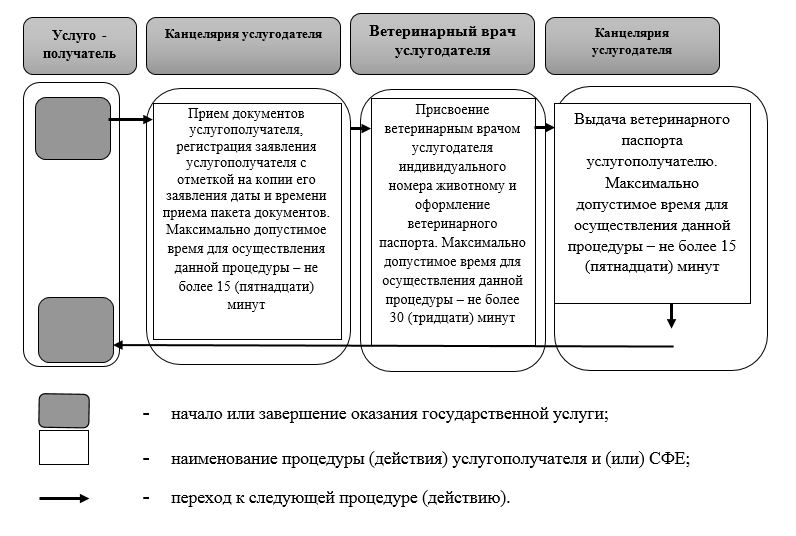 Услуго -
получатель
Канцелярия услугодателя
Ветеринарный врач
услугодателя
Канцелярия
услугодателя
Прием документов
услугополучателя,
регистрация заявления
услугополучателя с
отметкой на копии его
заявления даты и времени
приема пакета документов.
Максимально допустимое
время для осуществления
данной процедуры – не
более 15 (пятнадцати)
минут
Присвоение
ветеринарным врачом
услугодателя
индивидуального
номера животному и
оформление
ветеринарного
паспорта. Максимально
допустимое время для
осуществления данной
процедуры – не более
30 (тридцати) минут
Выдача ветеринарного
паспорта
услугополучателю.
Максимально
допустимое время для
осуществления данной
процедуры – не более 15
(пятнадцати) минут
- начало или завершение оказания государственной услуги;
- наименование процедуры (действия) услугополучателя и (или) СФЕ;
- переход к следующей процедуре (действию).